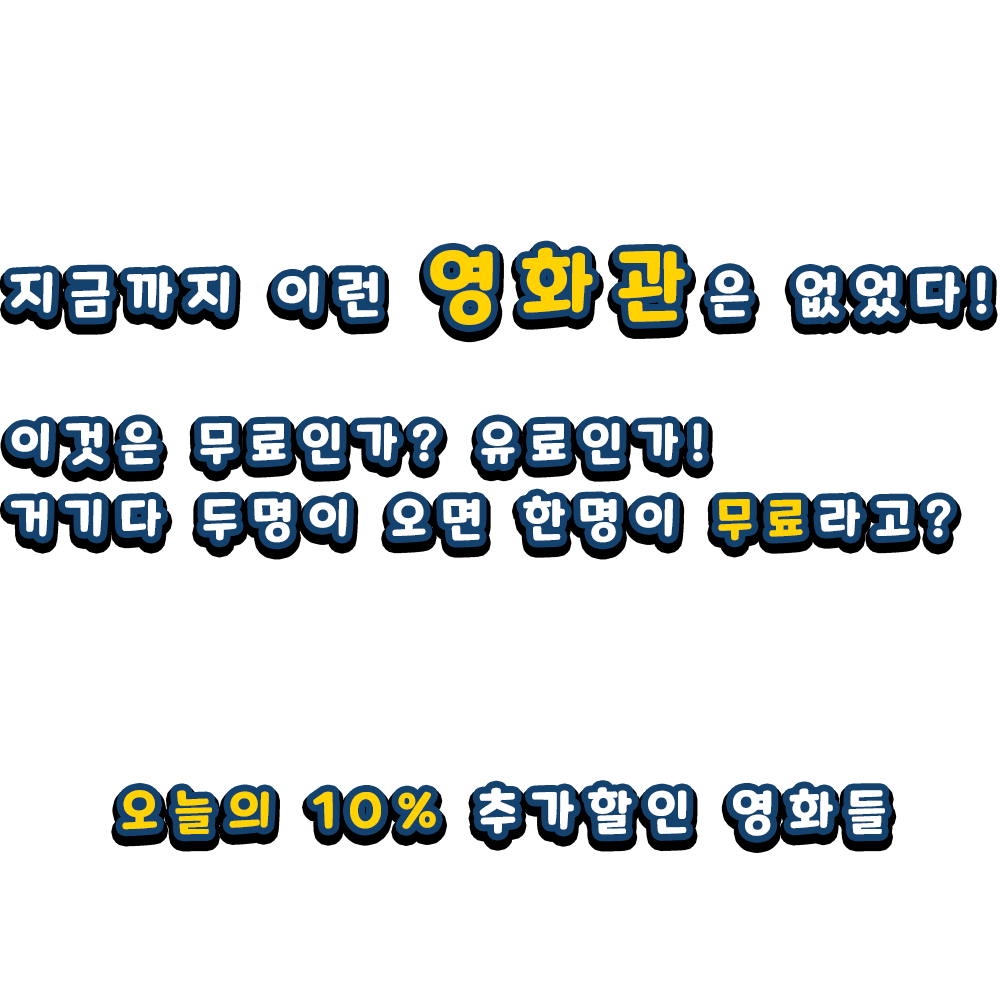 지금까지 이런 영화관은 없었다!
이것은 무료인가? 유료인가!
거기다 두명이 오면 한명이 무료라고?
오늘의 10% 추가할인 영화들